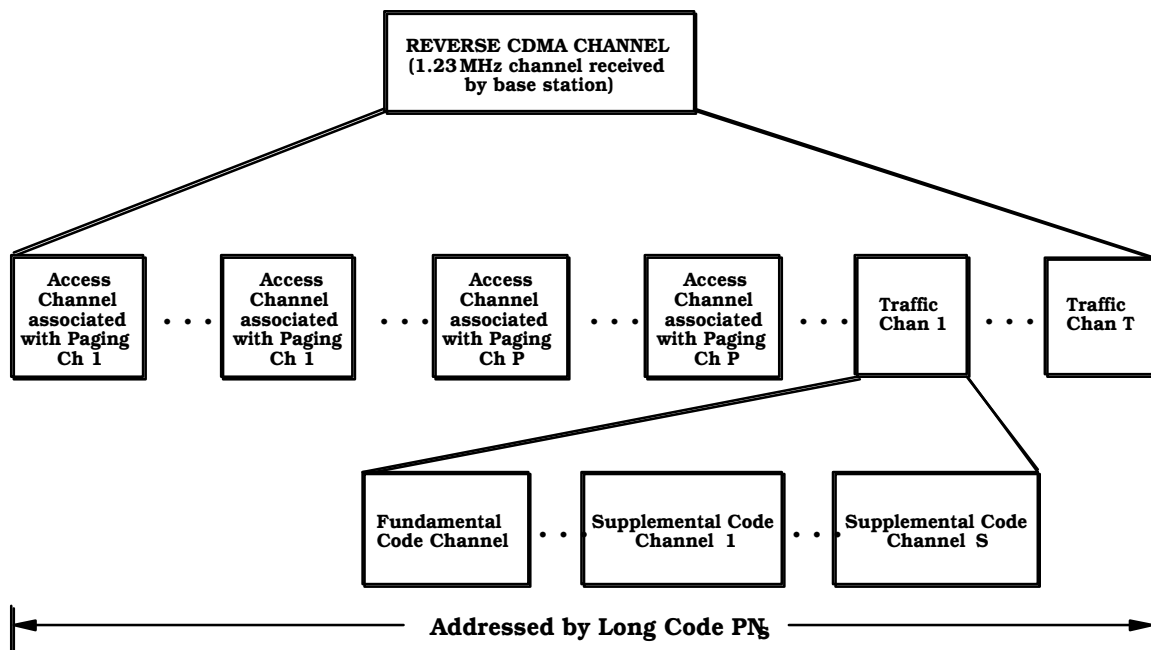 REVERSE CDMA CHANNEL
(1.23 MHz channel received
by base station)
Access
Channel
associated
with Paging
Ch 1
Access
Channel
associated
with Paging
Ch 1
Access
Channel
associated
with Paging
Ch P
Access
Channel
associated
with Paging
Ch P
Traffic
Chan 1
Traffic
Chan T
Fundamental
Code Channel
Supplemental Code
Channel 1
Supplemental Code
Channel S
Addressed by Long Code PNs